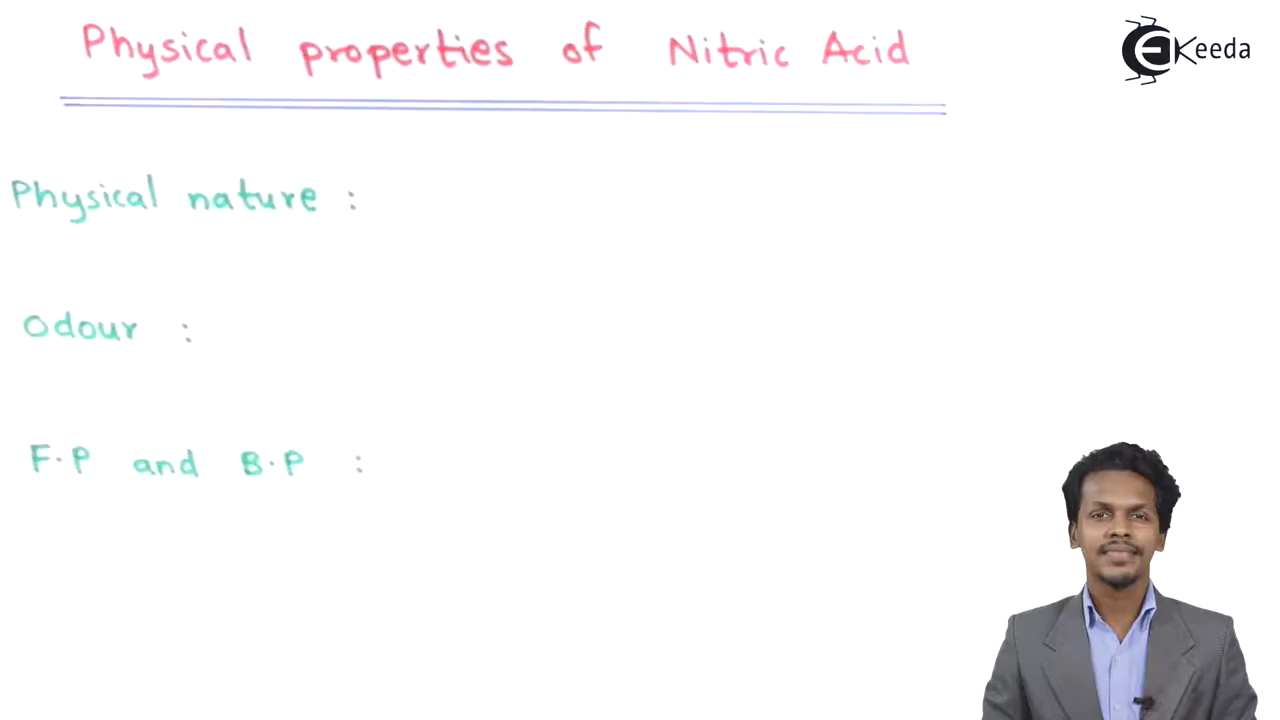 Physical properties of Nitric Acid
EKeeda
Physical nature :
Odour :
F.P and B.P :